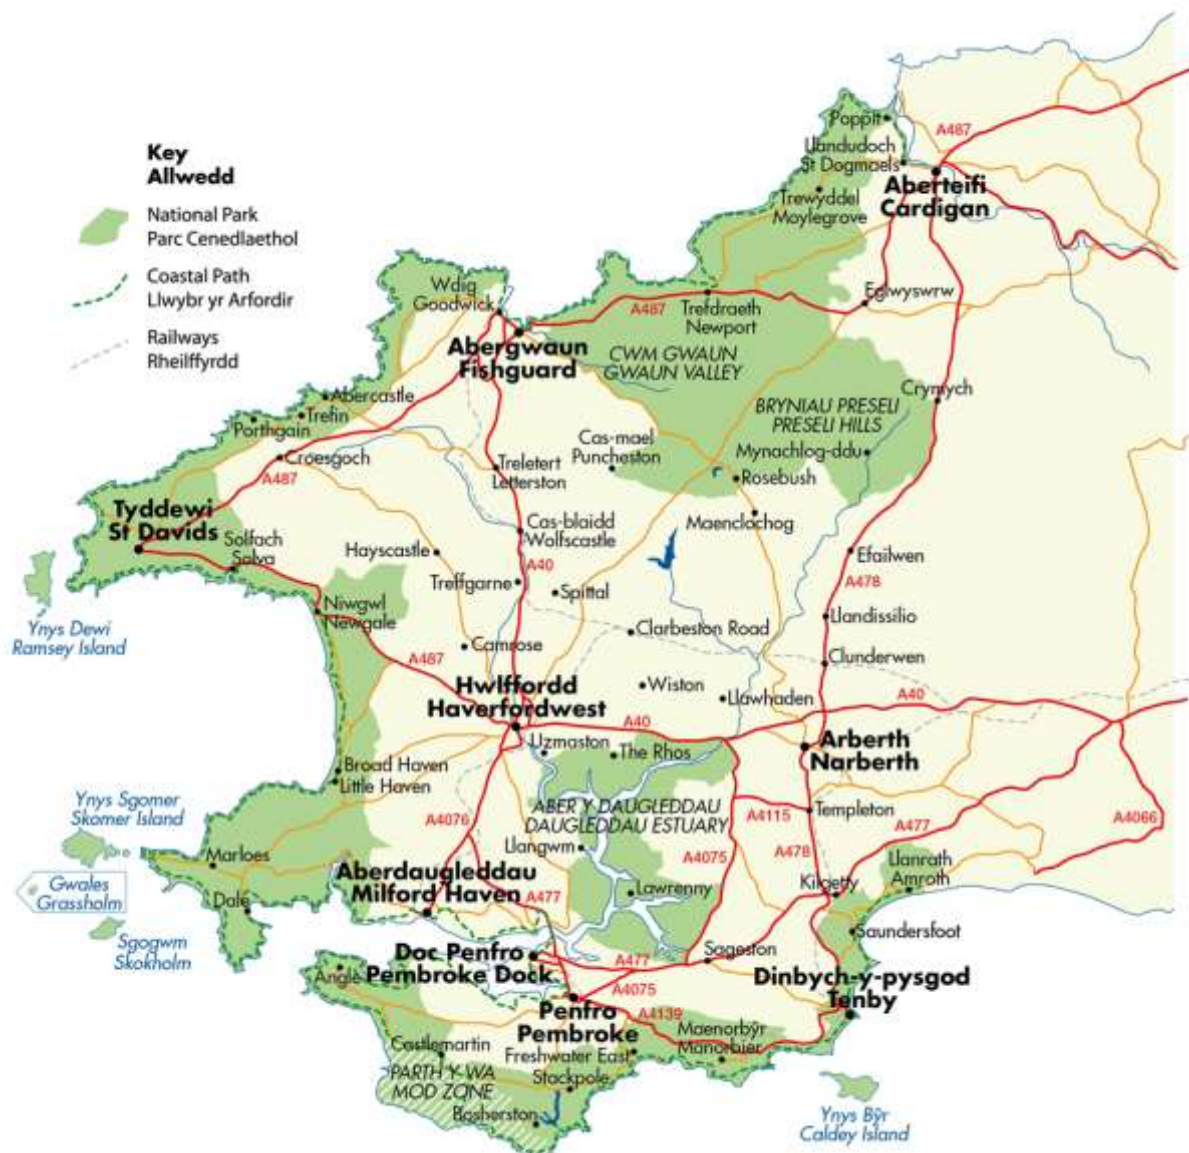 Key
Allwedd
National Park
Parc Cenedlaethol
Coastal Path
Llwybr yr Arfordir
Railways
Rheilffyrdd
Poppit
Llandudoch
St Dogmaels
A487
Aberteifi
Cardigan
Trewyddel
Moylegrove
Wdig
Goodwick
Eglwyswrw
A487
Trefdraeth
Newport
Abergwaun
Fishguard
CWM GWAUN
GWAUN VALLEY
Crymych
BRYNIAU PRESELI
PRESELI HILLS
Abercastle
Trefin
Porthgain
Croesgoch
Cas-mael
Puncheston
Mynachlog-ddu
Treletert
Letterston
Rosebush
A487
Tyddewi
St Davids
Maenclochog
Cas-blaidd
Wolfscastle
Solfach
Solva
Hayscastle
Efailwen
A40
Treffgarne
Spittal
A478
Niwgwl
Newgale
Llandissilio
Ynys Dewi
Ramsey Island
Clarbeston Road
Camrose
A487
Clunderwen
Hwlffordd
Haverfordwest
Wiston
Llawhaden
A40
A40
Uzmaston
The Rhos
Arberth
Narberth
Broad Haven
Little Haven
Ynys Sgomer
Skomer Island
ABER Y DAUGLEDDAU
DAUGLEDDAU ESTUARY
Templeton
A4076
A4115
A477
A4066
Llangwm
A478
A4075
Marloes
Llanrath
Amroth
Aberdaugleddau
Milford Haven
Gwales
Grassholm
Kilgetty
Lawrenny
A477
Dale
Sgogwm
Skokholm
Saundersfoot
Doc Penfro
Pembroke Dock
A477
Sageston
Angle
Dinbych-y-pysgod
Tenby
A4075
Penfro
Pembroke
A4139
Maenorbŷr
Manorbier
Castlemartin
Freshwater East
PARTH Y WA
MOD ZONE
Stackpole
Bosherston
Ynys Bŷr
Caldey Island